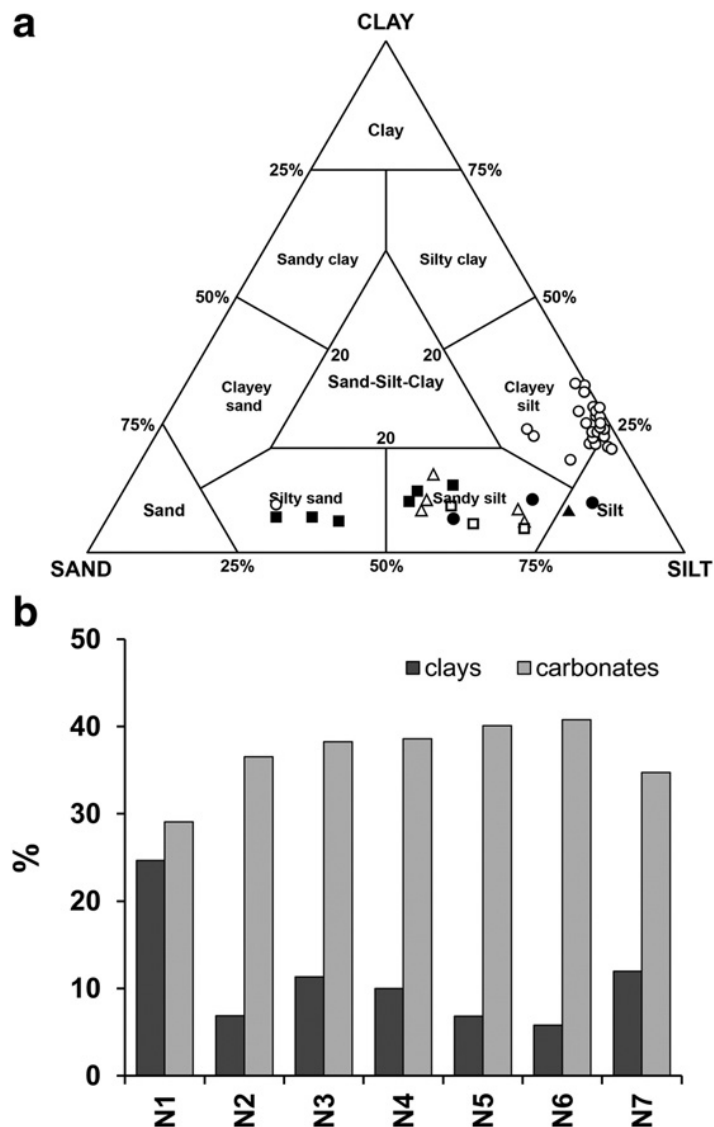 a
CLAY
Clay
25%
75%
Sandy clay
Silty clay
50%
50%
20
20
Clayey
sand
Sand-Silt-Clay
Clayey
silt
75%
25%
20
Sand
Silty sand
Sandy silt
Silt
SAND
25%
50%
75%
SILT
b
50
clays
carbonates
40
30
%
20
10
0
N1
N2
N3
N4
N5
N6
N7